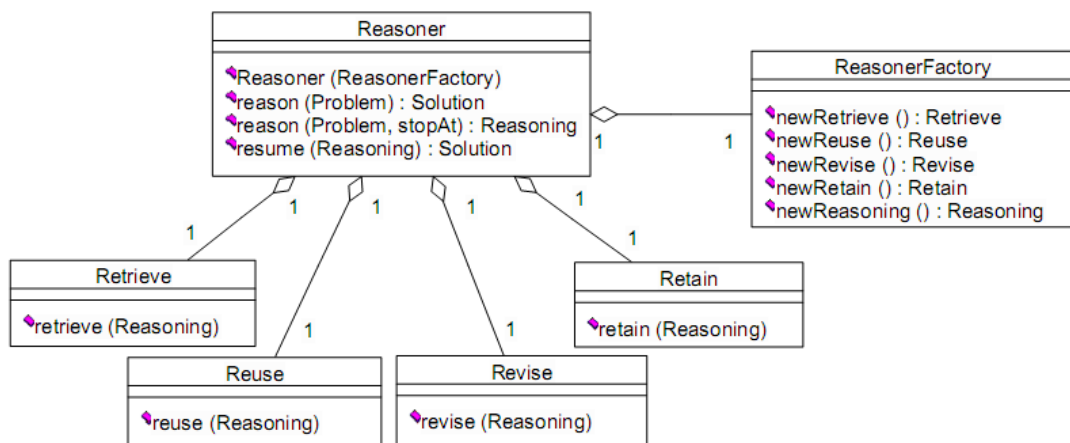 Reasoner
Reasoner (ReasonerFactory)
reason (Problem) : Solution
reason (Problem, stopAt) : Reasoning
resume (Reasoning) : Solution
ReasonerFactory
newRetrieve () : Retrieve
newReuse () : Reuse
newRevise () : Revise
newRetain () : Retain
newReasoning () : Reasoning
1
1
1
1
1
1
1
1
1
1
Retrieve
retrieve (Reasoning)
Retain
retain (Reasoning)
Reuse
reuse (Reasoning)
Revise
revise (Reasoning)